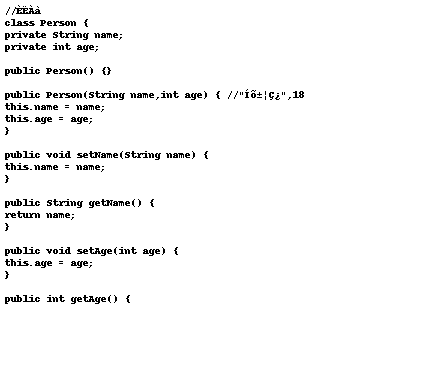 //ÈËÀà
class Person {
private String name;
private int age;
public Person() {}
public Person(String name,int age) { //"Íõ±¦Ç¿",18
this.name = name;
this.age = age;
}
public void setName(String name) {
this.name = name;
}
public String getName() {
return name;
}
public void setAge(int age) {
this.age = age;
}
public int getAge() {